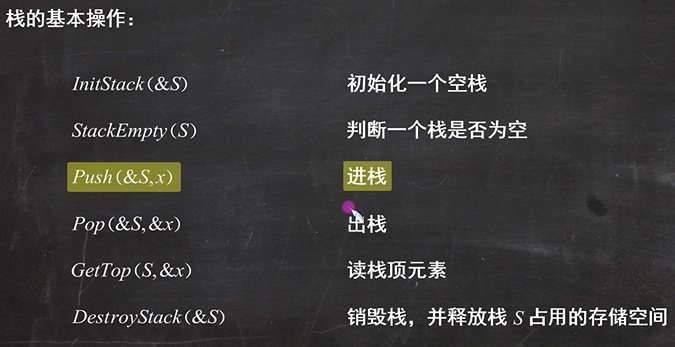 栈的基本操作：
InitStack(&S) 初始化一个空栈
StackEmpty(S) 判断一个栈是否为空
Push(&S,x) 进栈
Pop(&S,&x) 出栈
GetTop(S,&x) 读栈顶元素
DestroyStack(&S) 销毁栈，并释放栈 S 占用的存储空间